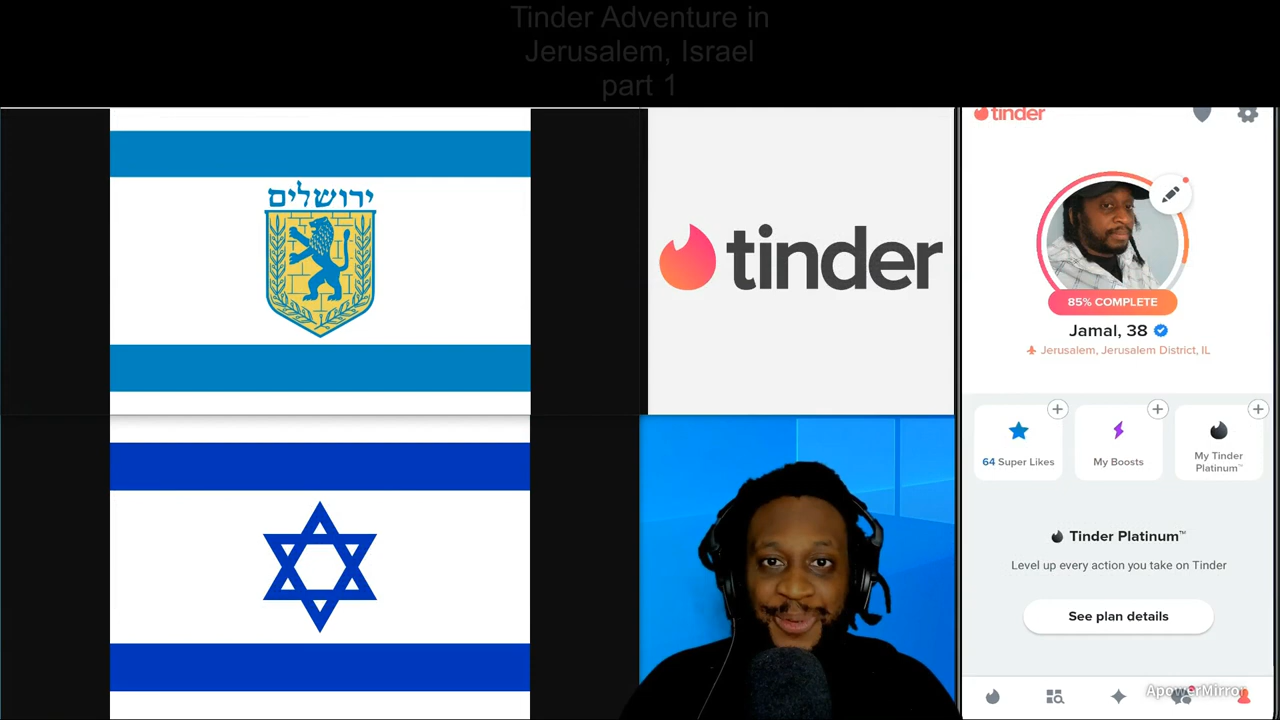 Tinder Adventure in
Jerusalem, Israel
part 1
ירושלים
tinder
tinder
85% COMPLETE
Jamal, 38
Jerusalem, Jerusalem District, IL
64 Super Likes
My Boosts
My Tinder
Platinum™
Tinder Platinum™
Level up every action you take on Tinder
See plan details
ApowerMirror